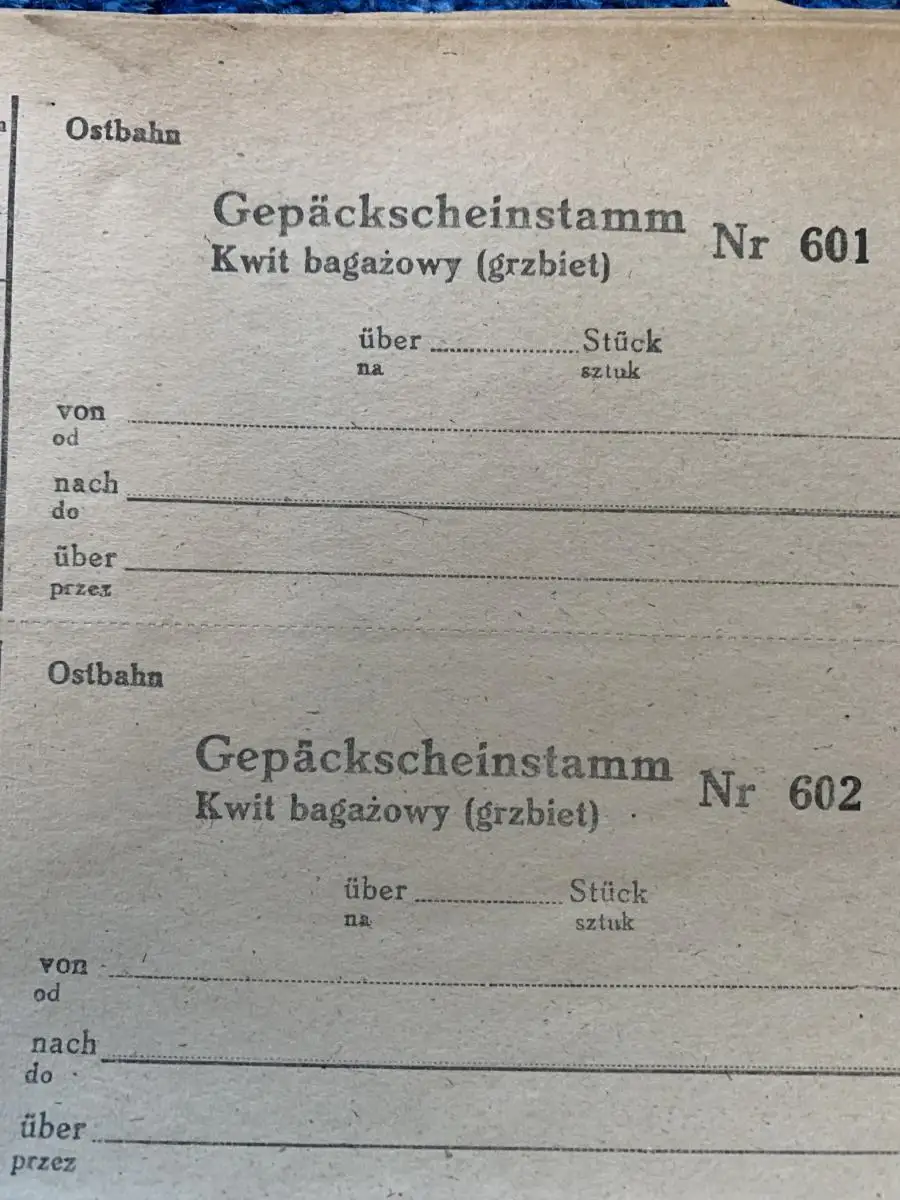 Ostbahn
Gepäckscheinstamm Nr 601
Kwit bagażowy (grzbiet)
über Stück
na sztuk
von
od
nach
do
über
przez
Ostbahn
Gepäckscheinstamm Nr 602
Kwit bagażowy (grzbiet)
über Stück
na sztuk
von
od
nach
do
über
przez